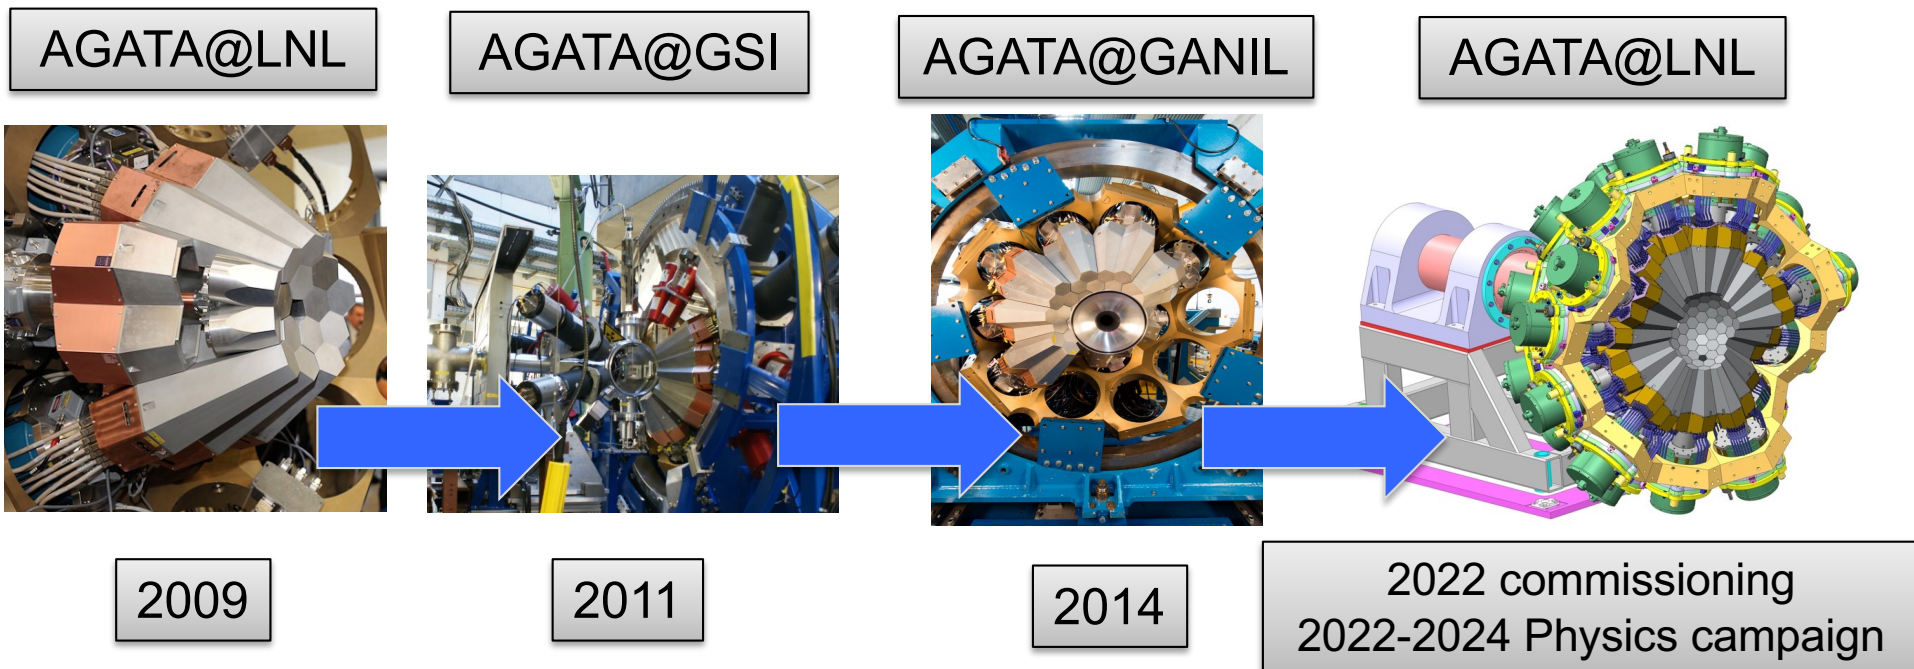 AGATA@LNL
AGATA@GSI
AGATA@GANIL
AGATA@LNL
2009
2011
2014
2022 commissioning
2022-2024 Physics campaign